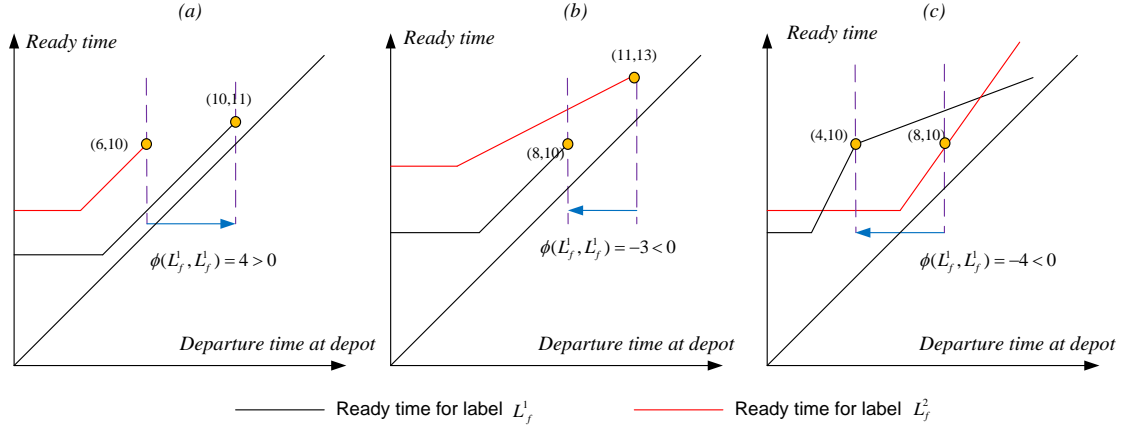 (a)
Ready time
(10,11)
(6,10)
ϕ(L_f^1, L_f^1) = 4 > 0
Departure time at depot
(b)
Ready time
(11,13)
(8,10)
ϕ(L_f^1, L_f^1) = −3 < 0
Departure time at depot
(c)
Ready time
(4,10)
(8,10)
ϕ(L_f^1, L_f^1) = −4 < 0
Departure time at depot
Ready time for label L_f^1
Ready time for label L_f^2